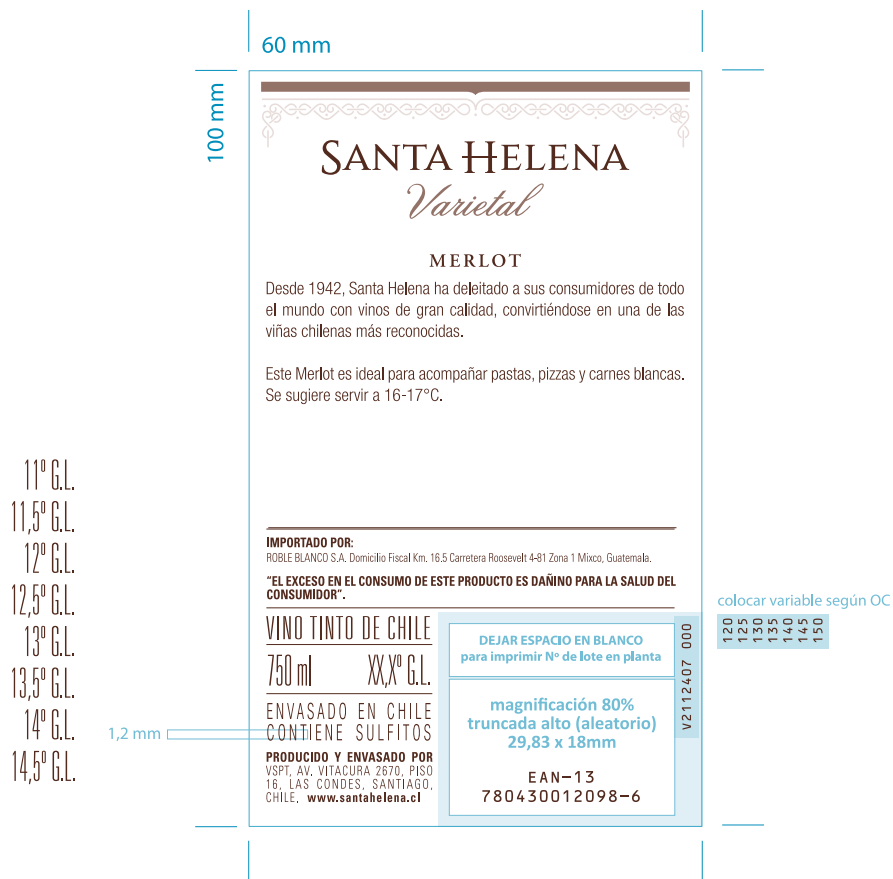 60 mm
100 mm
SANTA HELENA
Varietal
MERLOT
Desde 1942, Santa Helena ha deleitado a sus consumidores de todo
el mundo con vinos de gran calidad, convirtiéndose en una de las
viñas chilenas más reconocidas.
Este Merlot es ideal para acompañar pastas, pizzas y carnes blancas.
Se sugiere servir a 16-17°C.
11º G.L.
11,5º G.L.
12º G.L.
12,5º G.L.
13º G.L.
13,5º G.L.
14º G.L.
14,5º G.L.
IMPORTADO POR:
ROBLE BLANCO S.A. Domicilio Fiscal Km. 16.5 Carretera Roosevelt 4-81 Zona 1 Mixco, Guatemala.
"EL EXCESO EN EL CONSUMO DE ESTE PRODUCTO ES DAÑINO PARA LA SALUD DEL
CONSUMIDOR".
VINO TINTO DE CHILE
750 ml XX,Xº G.L.
ENVASADO EN CHILE
CONTIENE SULFITOS
1,2 mm
PRODUCIDO Y ENVASADO POR
VSPT, AV. VITACURA 2670, PISO
16, LAS CONDES, SANTIAGO,
CHILE, www.santahelena.cl
DEJAR ESPACIO EN BLANCO
para imprimir Nº de lote en planta
magnificación 80%
truncada alto (aleatorio)
29,83 x 18mm
EAN-13
780430012098-6
V2112407 000
colocar variable según OC
120
125
130
135
140
145
150